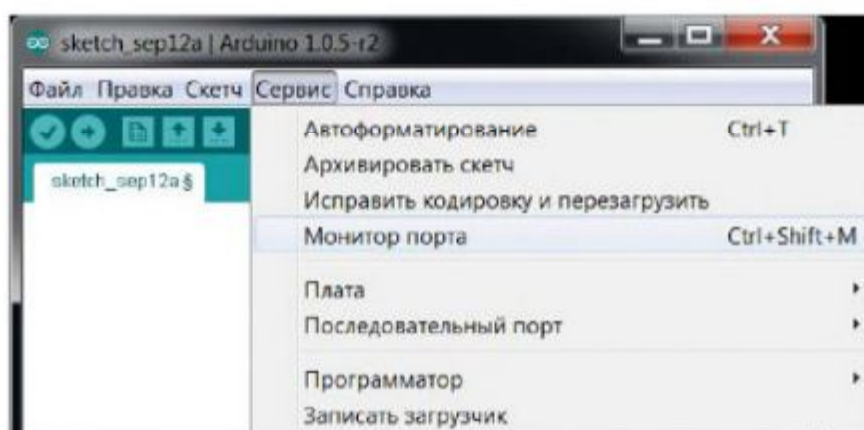 sketch_sep12a | Arduino 1.0.5-r2
Файл Правка Скетч Сервис Справка
sketch_sep12a §
Автоформатирование Ctrl+T
Архивировать скетч
Исправить кодировку и перезагрузить
Монитор порта Ctrl+Shift+M
Плата
Последовательный порт
Программатор
Записать загрузчик